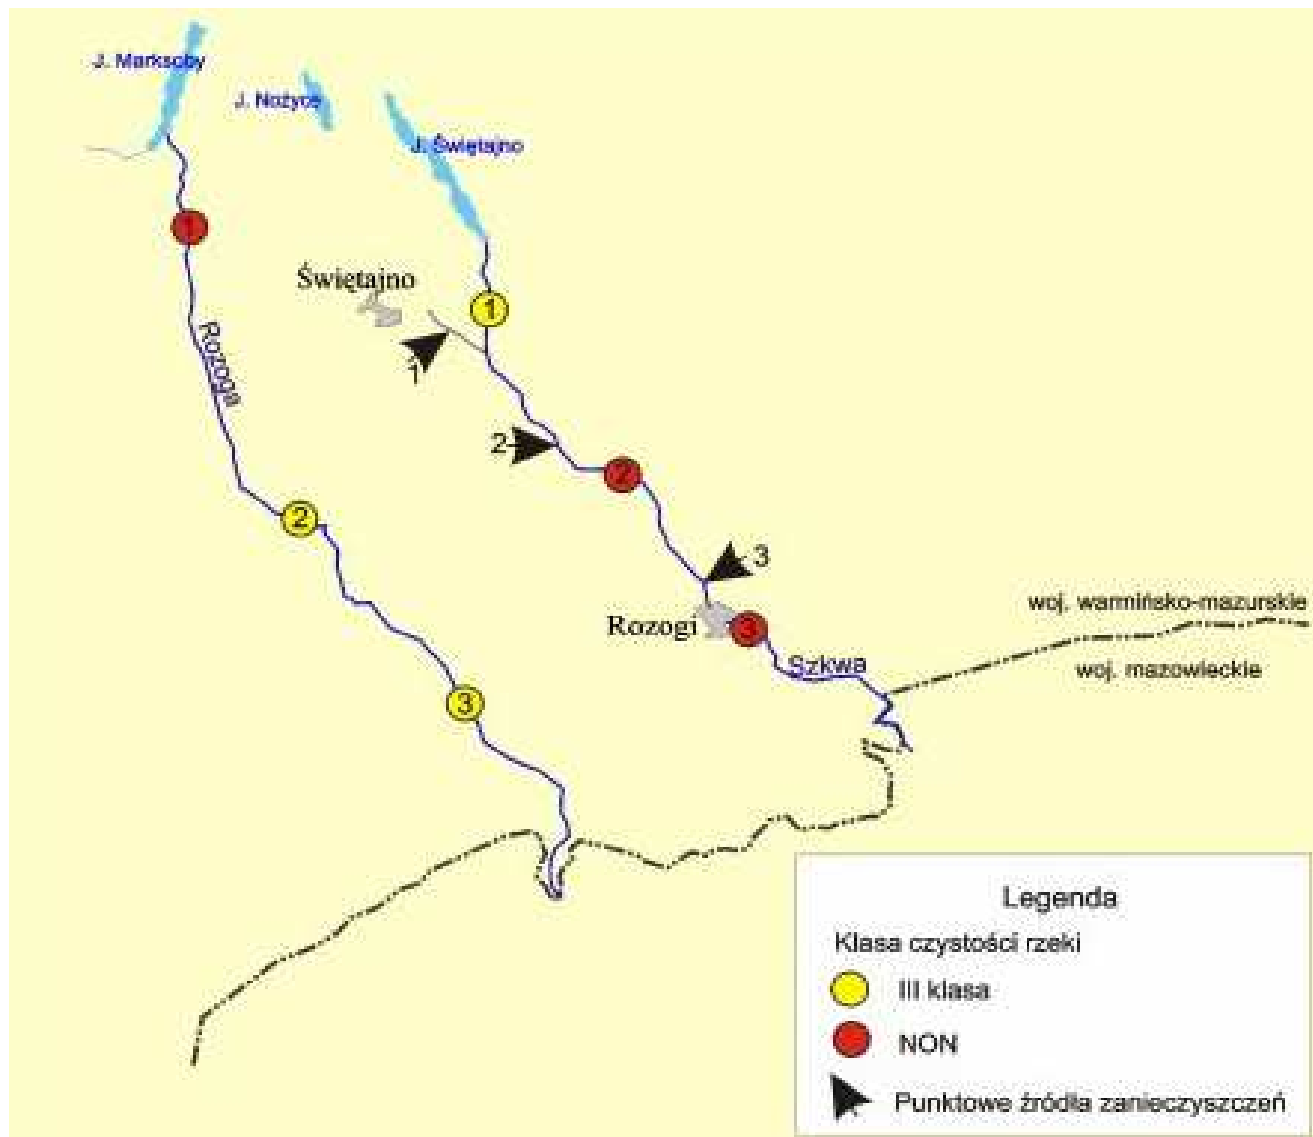 J. Marksoby
J. Nożyce
J. Świętajno
1
Świętajno
1
1
Rozoga
2
2
2
3
woj. warmińsko-mazurskie
Rozogi
3
Szkwa
woj. mazowieckie
3
Legenda
Klasa czystości rzeki
III klasa
NON
Punktowe źródła zanieczyszczeń